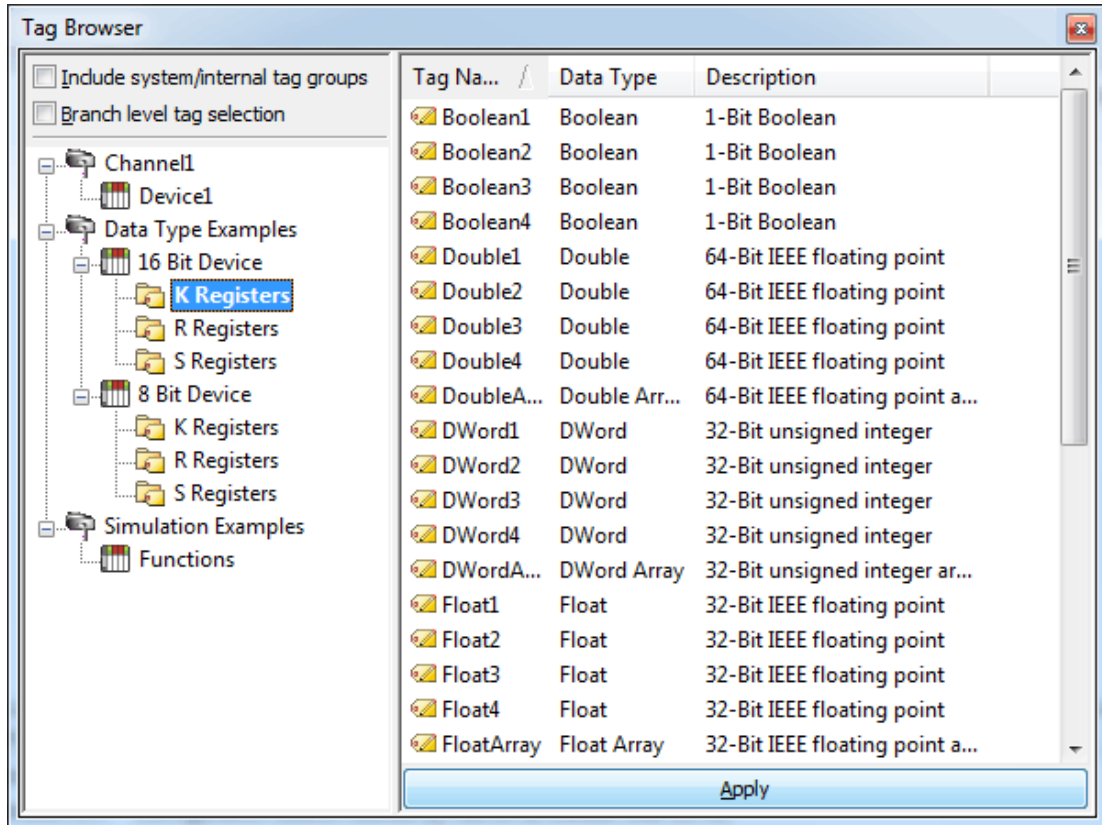 Tag Browser
Include system/internal tag groups
Branch level tag selection
Channel1
Device1
Data Type Examples
16 Bit Device
K Registers
R Registers
S Registers
8 Bit Device
K Registers
R Registers
S Registers
Simulation Examples
Functions
Tag Na... Data Type Description
Boolean1 Boolean 1-Bit Boolean
Boolean2 Boolean 1-Bit Boolean
Boolean3 Boolean 1-Bit Boolean
Boolean4 Boolean 1-Bit Boolean
Double1 Double 64-Bit IEEE floating point
Double2 Double 64-Bit IEEE floating point
Double3 Double 64-Bit IEEE floating point
Double4 Double 64-Bit IEEE floating point
DoubleA... Double Arr... 64-Bit IEEE floating point a...
DWord1 DWord 32-Bit unsigned integer
DWord2 DWord 32-Bit unsigned integer
DWord3 DWord 32-Bit unsigned integer
DWord4 DWord 32-Bit unsigned integer
DWordA... DWord Array 32-Bit unsigned integer ar...
Float1 Float 32-Bit IEEE floating point
Float2 Float 32-Bit IEEE floating point
Float3 Float 32-Bit IEEE floating point
Float4 Float 32-Bit IEEE floating point
FloatArray Float Array 32-Bit IEEE floating point a...
Apply